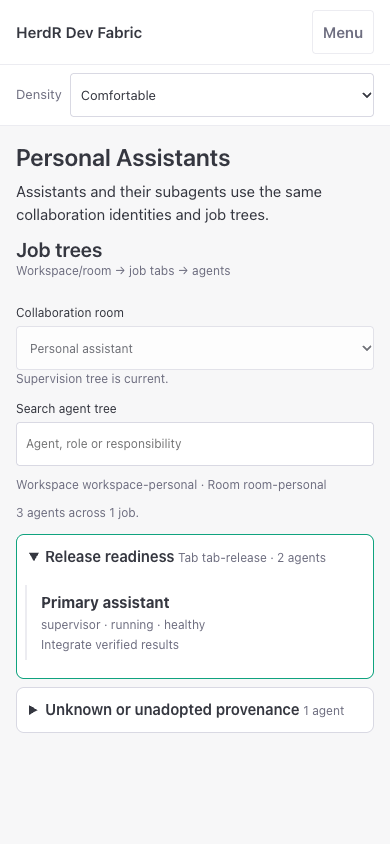 HerdR Dev Fabric
Menu
Density
Comfortable
Personal Assistants
Assistants and their subagents use the same
collaboration identities and job trees.
Job trees
Workspace/room → job tabs → agents
Collaboration room
Personal assistant
Supervision tree is current.
Search agent tree
Agent, role or responsibility
Workspace workspace-personal · Room room-personal
3 agents across 1 job.
▼ Release readiness Tab tab-release · 2 agents
Primary assistant
supervisor · running · healthy
Integrate verified results
▶ Unknown or unadopted provenance 1 agent